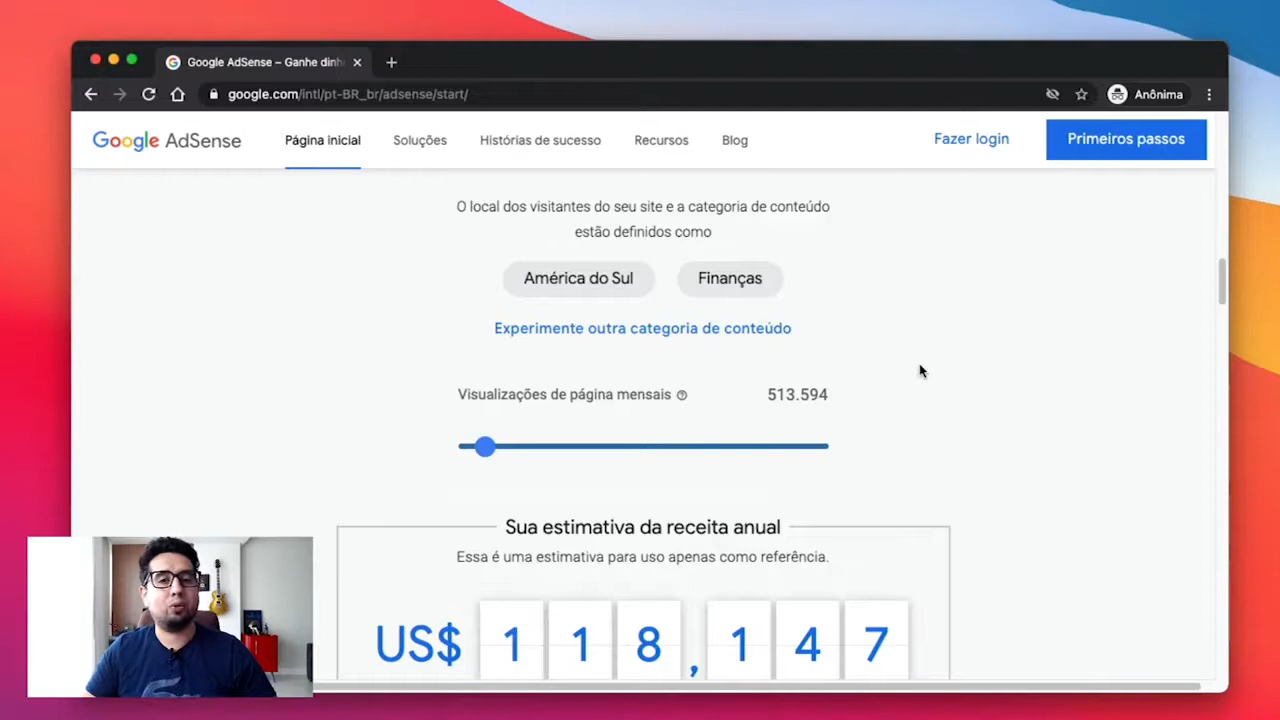 Google AdSense – Ganhe dinh
google.com/intl/pt-BR_br/adsense/start/
Anônima
Google AdSense
Página inicial
Soluções
Histórias de sucesso
Recursos
Blog
Fazer login
Primeiros passos
O local dos visitantes do seu site e a categoria de conteúdo
estão definidos como
América do Sul
Finanças
Experimente outra categoria de conteúdo
Visualizações de página mensais
513.594
Sua estimativa da receita anual
Essa é uma estimativa para uso apenas como referência.
US$ 118,147